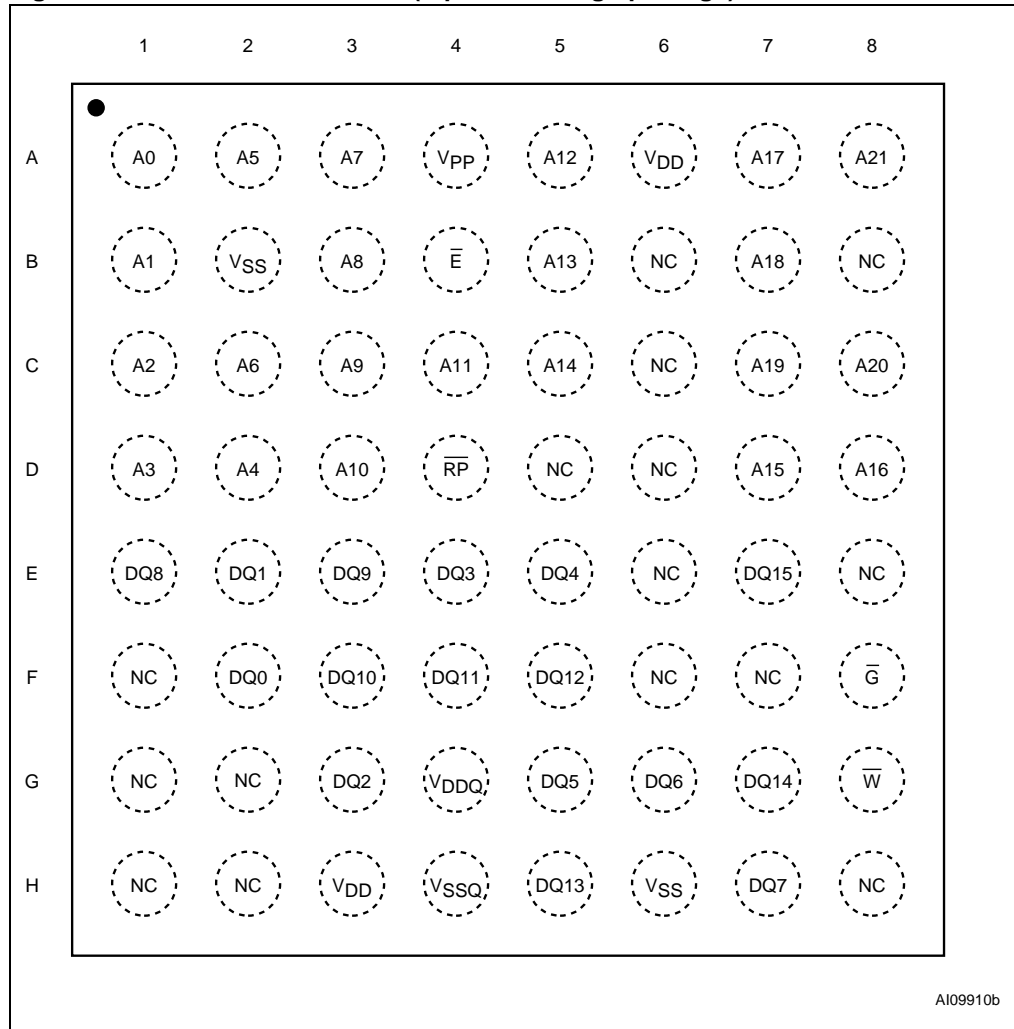 1 2 3 4 5 6 7 8
A A0 A5 A7 VPP A12 VDD A17 A21
B A1 VSS A8 E̅ A13 NC A18 NC
C A2 A6 A9 A11 A14 NC A19 A20
D A3 A4 A10 R̅P̅ NC NC A15 A16
E DQ8 DQ1 DQ9 DQ3 DQ4 NC DQ15 NC
F NC DQ0 DQ10 DQ11 DQ12 NC NC G̅
G NC NC DQ2 VDDQ DQ5 DQ6 DQ14 W̅
H NC NC VDD VSSQ DQ13 VSS DQ7 NC
AI09910b